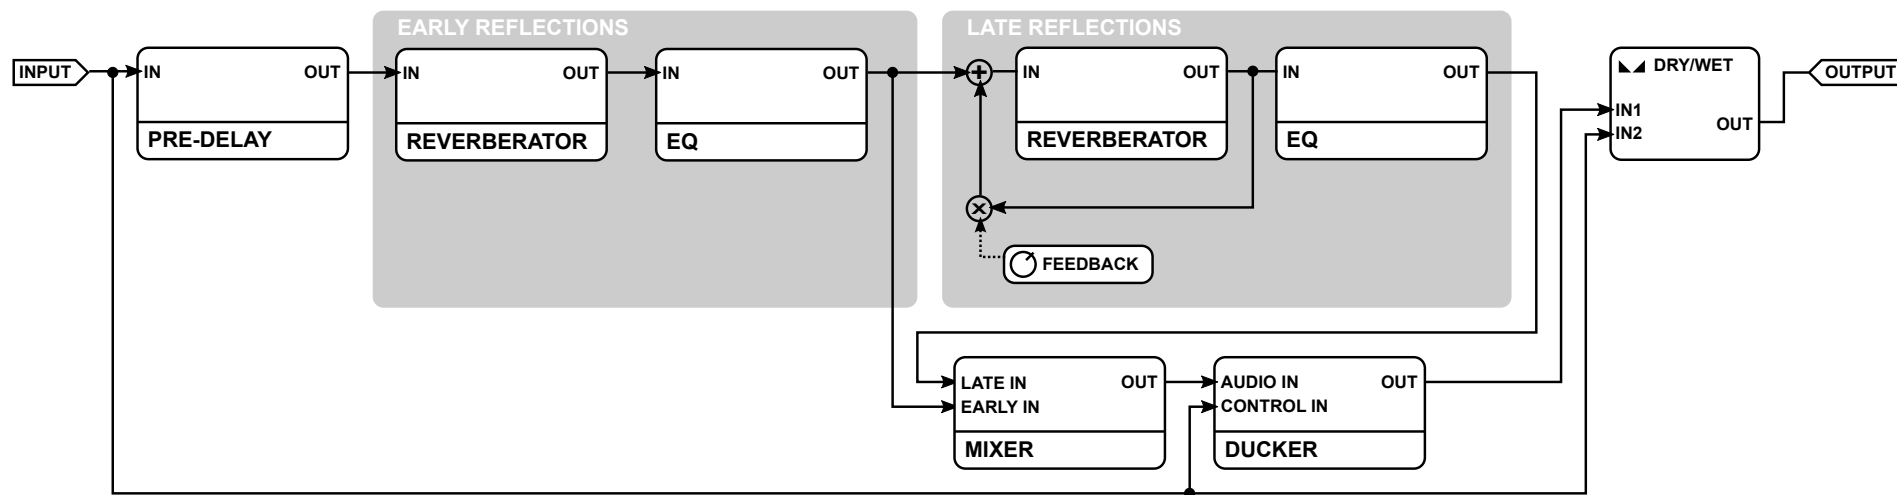 EARLY REFLECTIONS
LATE REFLECTIONS
INPUT
IN OUT
PRE-DELAY
IN OUT
REVERBERATOR
IN OUT
EQ
+
IN OUT
REVERBERATOR
IN OUT
EQ
X
FEEDBACK
DRY/WET
IN1
IN2
OUT
OUTPUT
LATE IN OUT
EARLY IN
MIXER
AUDIO IN OUT
CONTROL IN
DUCKER